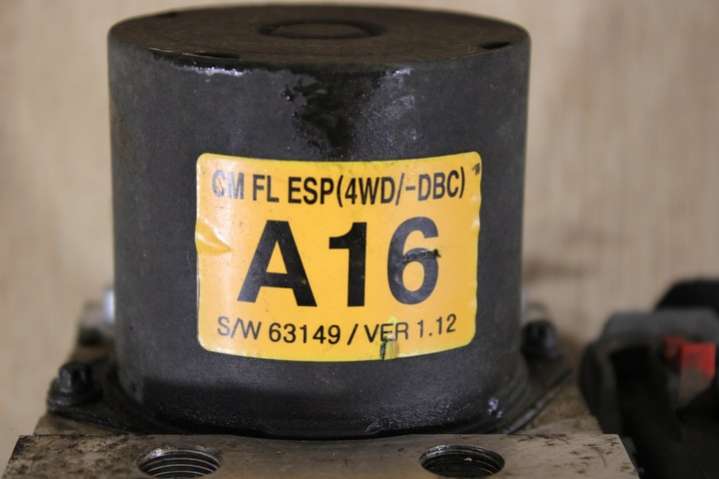 CM FL ESP(4WD/-DBC)
A16
S/W 63149 / VER 1.12